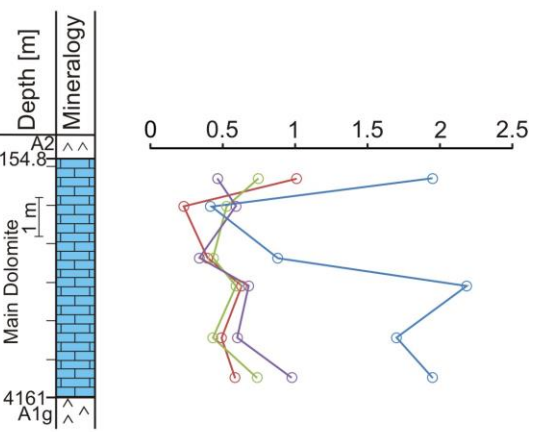 Depth [m]
Mineralogy
0 0.5 1 1.5 2 2.5
A2
154.8
1 m
Main Dolomite
4161
A1g